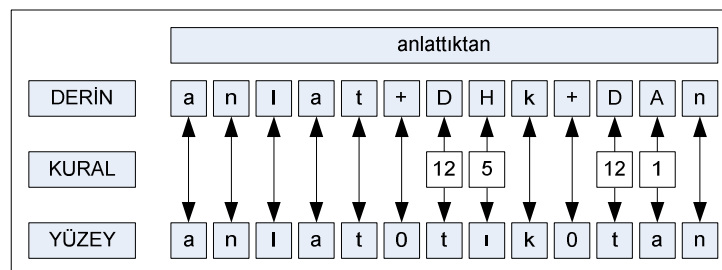 anlattıktan
DERİN a n l a t + D H k + D A n
KURAL 12 5 12 1
YÜZEY a n l a t 0 t ı k 0 t a n